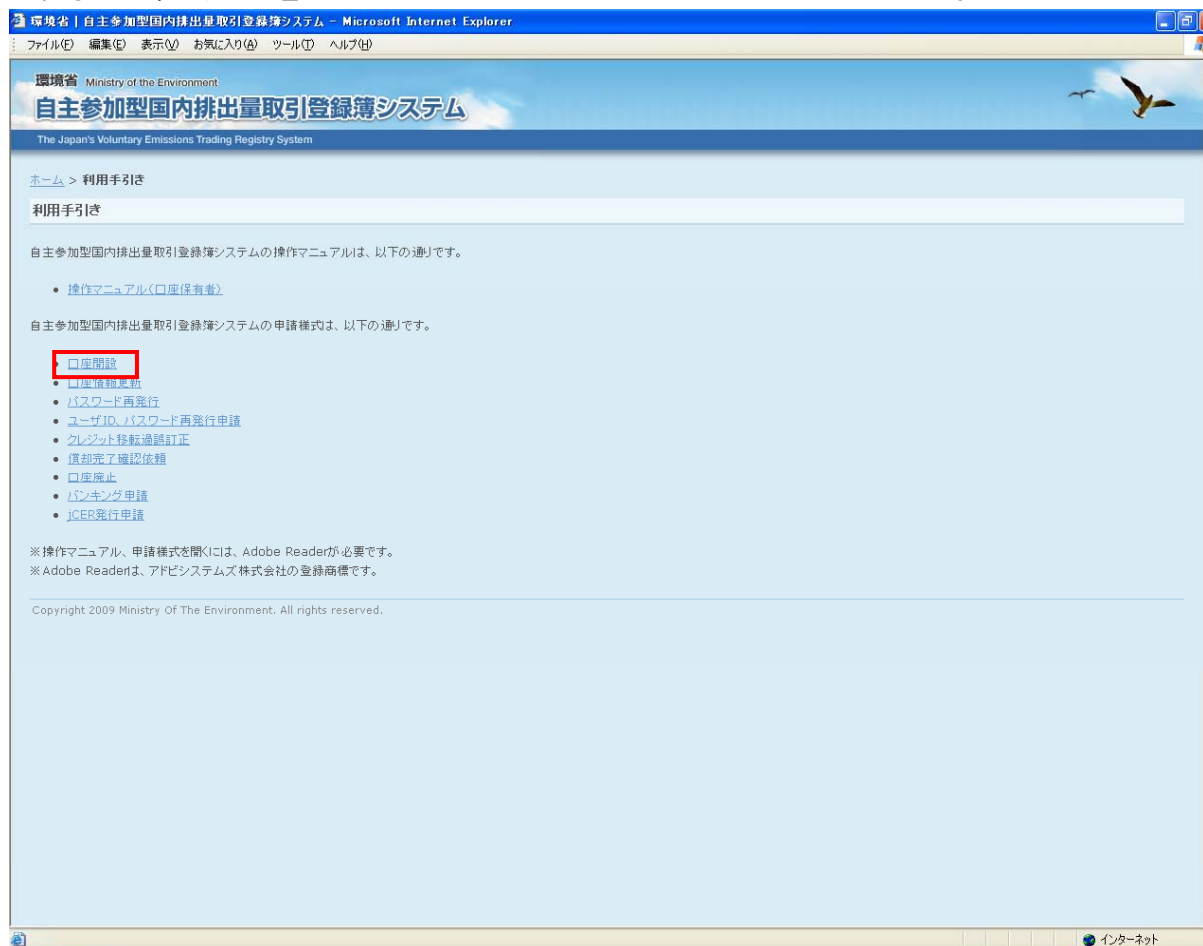 環境省 | 自主参加型国内排出量取引登録簿システム - Microsoft Internet Explorer
ファイル(F) 編集(E) 表示(V) お気に入り(A) ツール(T) ヘルプ(H)
環境省 Ministry of the Environment
自主参加型国内排出量取引登録簿システム
The Japan's Voluntary Emissions Trading Registry System
ホーム > 利用手引き
利用手引き
自主参加型国内排出量取引登録簿システムの操作マニュアルは、以下の通りです。
• 操作マニュアル(口座保有者)
自主参加型国内排出量取引登録簿システムの申請様式は、以下の通りです。
• 口座開設
• 口座情報更新
• パスワード再発行
• ユーザID、パスワード再発行申請
• クレジット移転過誤訂正
• 償却完了確認依頼
• 口座廃止
• バンキング申請
• jCER発行申請
※操作マニュアル、申請様式を開くには、Adobe Readerが必要です。
※Adobe Readerは、アドビシステムズ株式会社の登録商標です。
Copyright 2009 Ministry Of The Environment. All rights reserved.
インターネット